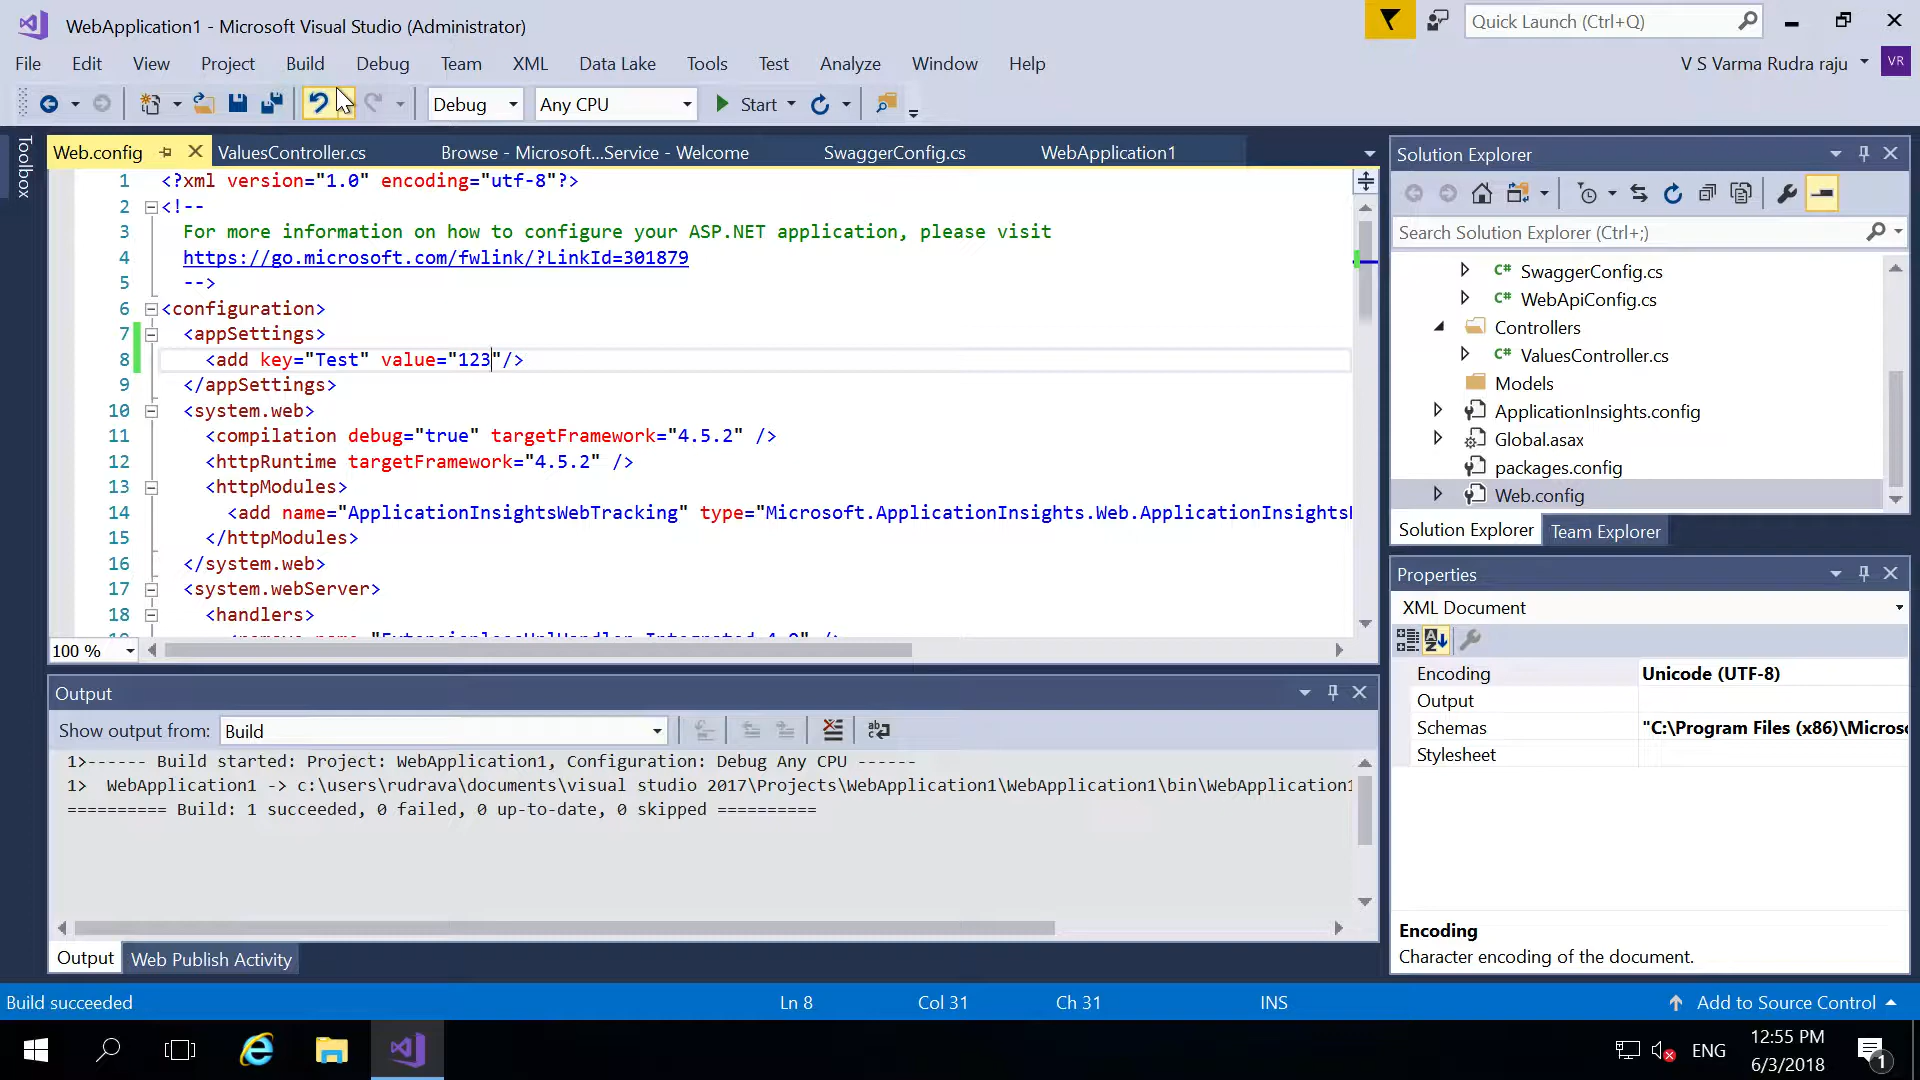 WebApplication1 - Microsoft Visual Studio (Administrator)
Quick Launch (Ctrl+Q)
File Edit View Project Build Debug Team XML Data Lake Tools Test Analyze Window Help
V S Varma Rudra raju VR
Debug Any CPU Start
Toolbox
Web.config ValuesController.cs Browse - Microsoft...Service - Welcome SwaggerConfig.cs WebApplication1
1 <?xml version="1.0" encoding="utf-8"?>
2 <!--
3 For more information on how to configure your ASP.NET application, please visit
4 https://go.microsoft.com/fwlink/?LinkId=301879
5 -->
6 <configuration>
7 <appSettings>
8 <add key="Test" value="123"/>
9 </appSettings>
10 <system.web>
11 <compilation debug="true" targetFramework="4.5.2" />
12 <httpRuntime targetFramework="4.5.2" />
13 <httpModules>
14 <add name="ApplicationInsightsWebTracking" type="Microsoft.ApplicationInsights.Web.ApplicationInsights
15 </httpModules>
16 </system.web>
17 <system.webServer>
18 <handlers>
100 %
Output
Show output from: Build
1>------ Build started: Project: WebApplication1, Configuration: Debug Any CPU ------
1> WebApplication1 -> c:\users\rudrava\documents\visual studio 2017\Projects\WebApplication1\WebApplication1\bin\WebApplication1
========== Build: 1 succeeded, 0 failed, 0 up-to-date, 0 skipped ==========
Output Web Publish Activity
Solution Explorer
Search Solution Explorer (Ctrl+;)
C# SwaggerConfig.cs
C# WebApiConfig.cs
Controllers
C# ValuesController.cs
Models
ApplicationInsights.config
Global.asax
packages.config
Web.config
Solution Explorer Team Explorer
Properties
XML Document
Encoding Unicode (UTF-8)
Output
Schemas "C:\Program Files (x86)\Micros
Stylesheet
Encoding
Character encoding of the document.
Build succeeded Ln 8 Col 31 Ch 31 INS Add to Source Control
ENG
12:55 PM
6/3/2018
1